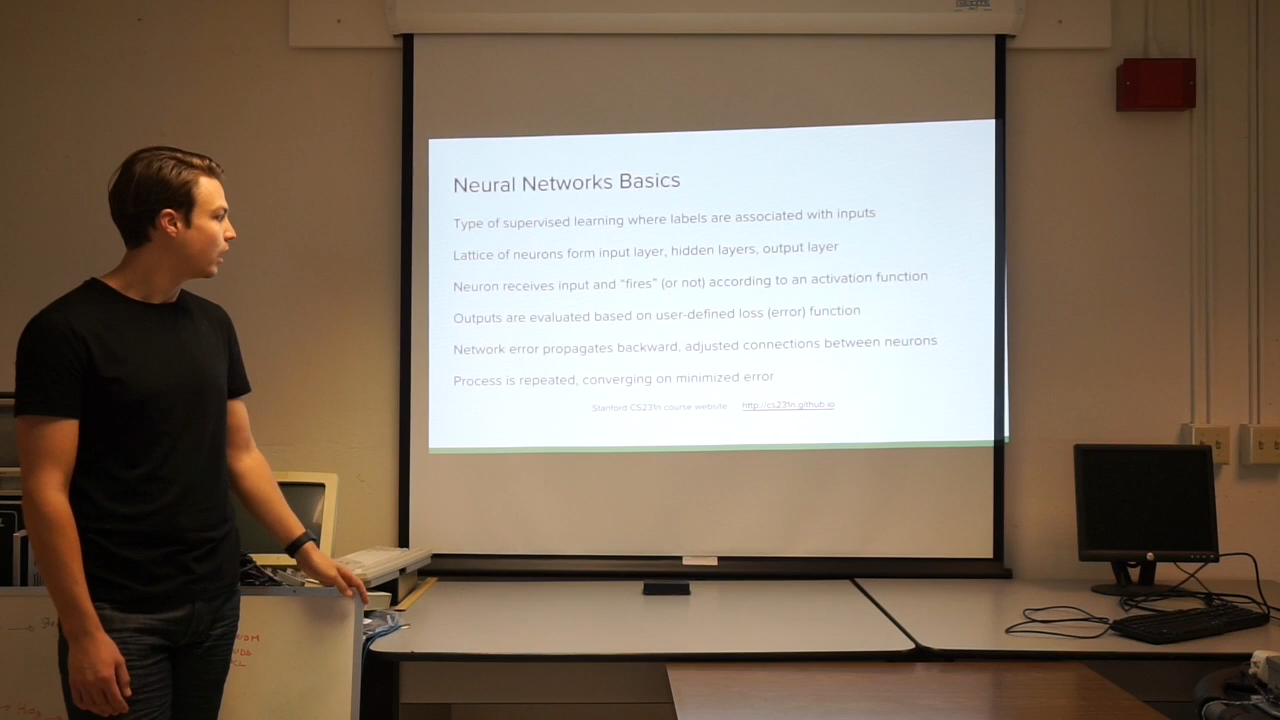 Neural Networks Basics
Type of supervised learning where labels are associated with inputs
Lattice of neurons form input layer, hidden layers, output layer
Neuron receives input and “fires” (or not) according to an activation function
Outputs are evaluated based on user-defined loss (error) function
Network error propagates backward, adjusted connections between neurons
Process is repeated, converging on minimized error
Stanford CS231n course website http://cs231n.github.io